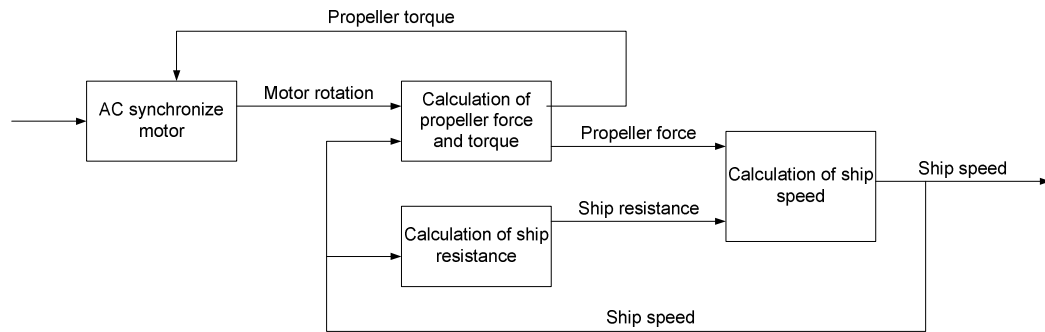 Propeller torque
AC synchronize
motor
Motor rotation
Calculation of
propeller force
and torque
Propeller force
Calculation of ship
speed
Ship speed
Calculation of ship
resistance
Ship resistance
Ship speed